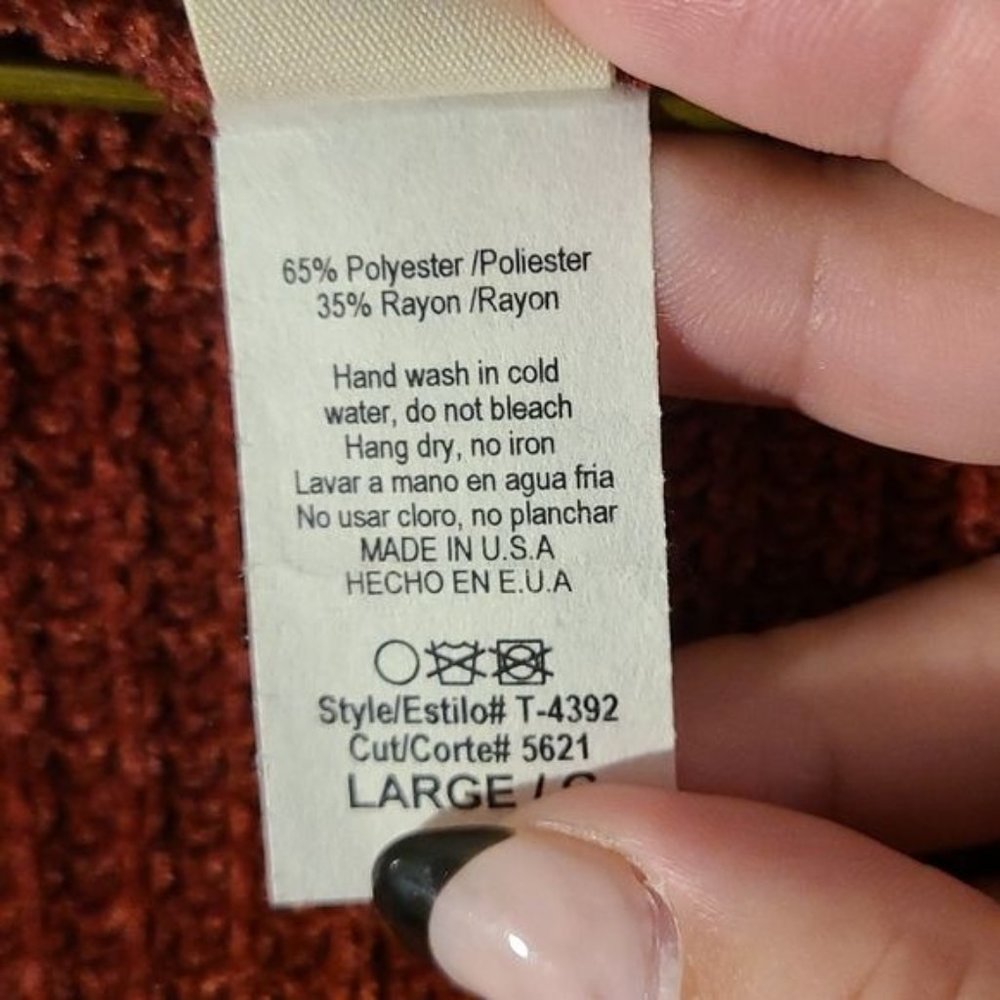 65% Polyester /Poliester
35% Rayon /Rayon
Hand wash in cold
water, do not bleach
Hang dry, no iron
Lavar a mano en agua fria
No usar cloro, no planchar
MADE IN U.S.A
HECHO EN E.U.A
Style/Estilo# T-4392
Cut/Corte# 5621
LARGE /